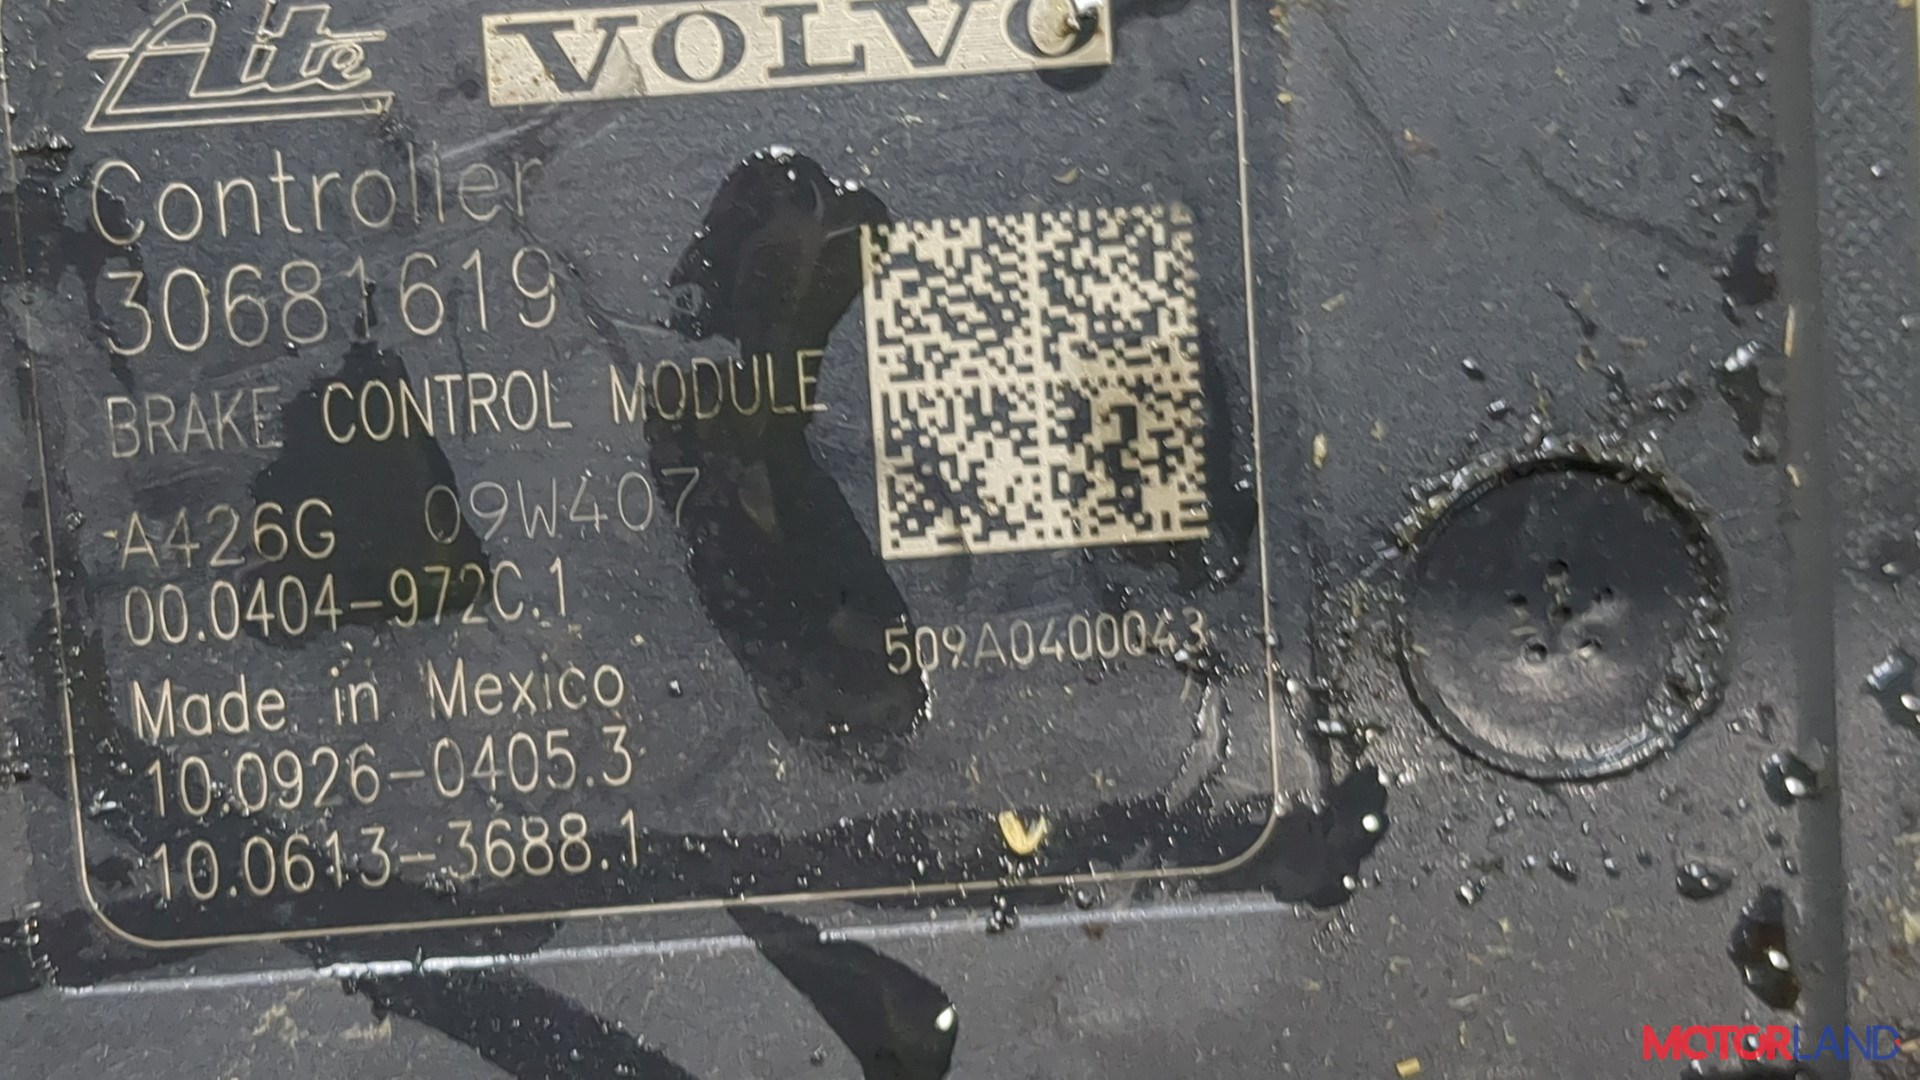 Ate VOLVO
Controller
30681619
BRAKE CONTROL MODULE
A426G 09W407
00.0404-972C.1
509A0400043
Made in Mexico
10.0926-0405.3
10.0613-3688.1
MOTORLAND